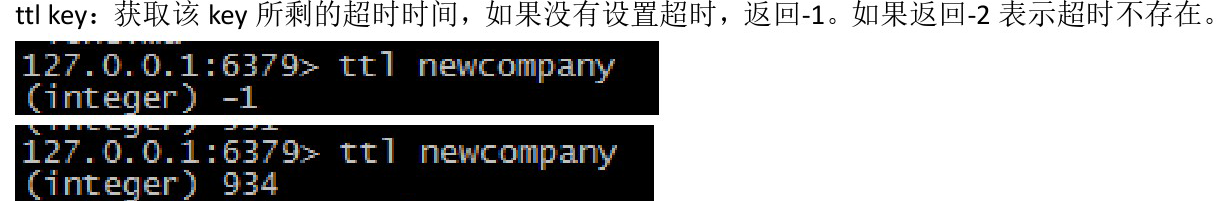 ttl key：获取该 key 所剩的超时时间，如果没有设置超时，返回-1。如果返回-2 表示超时不存在。
127.0.0.1:6379> ttl newcompany
(integer) -1
127.0.0.1:6379> ttl newcompany
(integer) 934